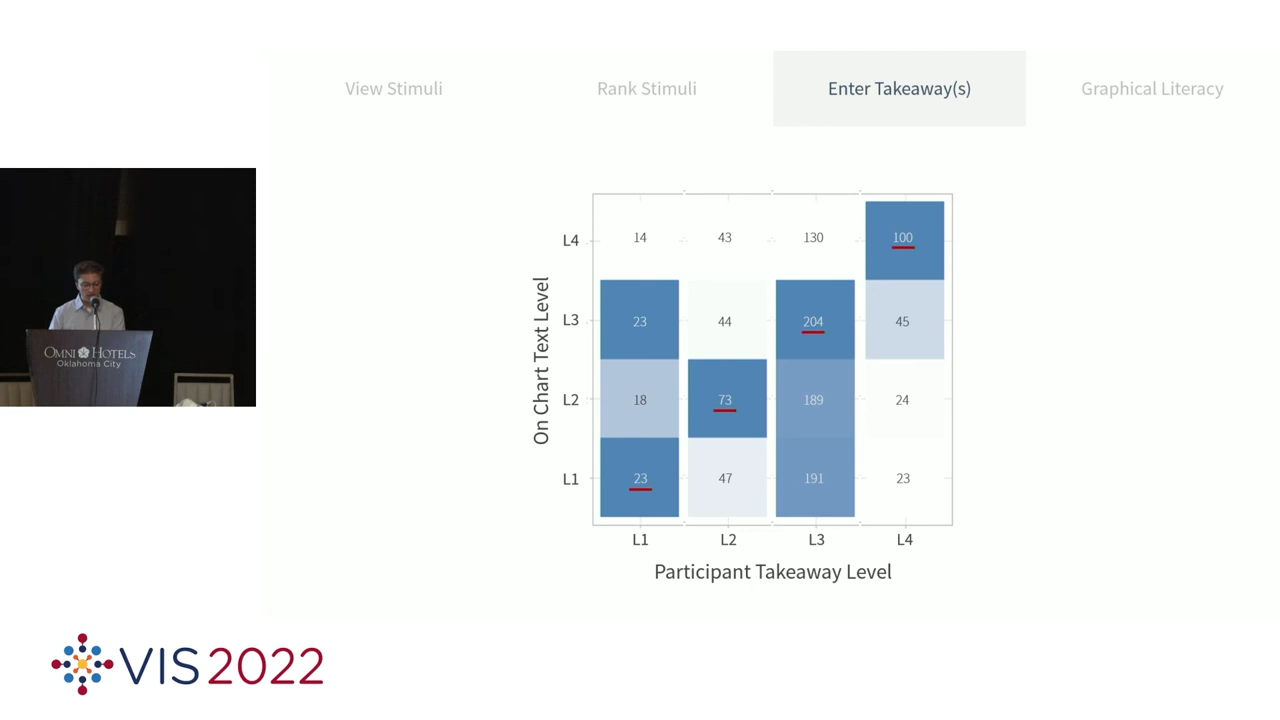 View Stimuli
Rank Stimuli
Enter Takeaway(s)
Graphical Literacy
On Chart Text Level
L4
14
43
130
100
L3
23
44
204
45
L2
18
73
189
24
L1
23
47
191
23
L1
L2
L3
L4
Participant Takeaway Level
OMNI HOTELS
Oklahoma City
VIS2022